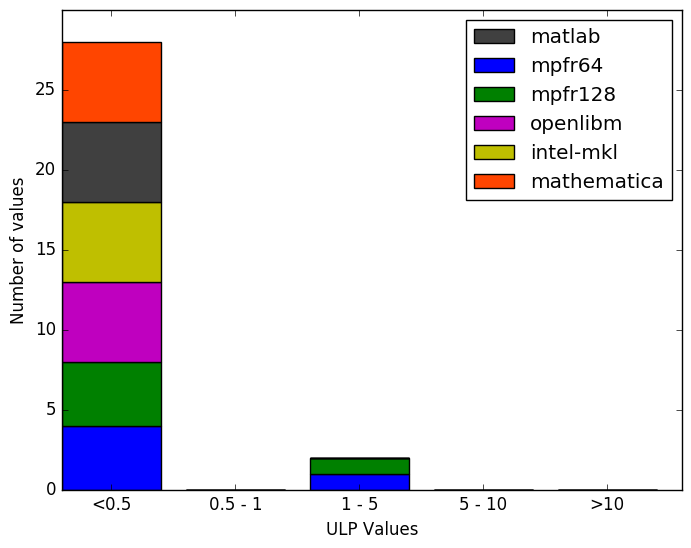 matlab
mpfr64
mpfr128
openlibm
intel-mkl
mathematica
Number of values
25
20
15
10
5
0
<0.5
0.5 - 1
1 - 5
5 - 10
>10
ULP Values